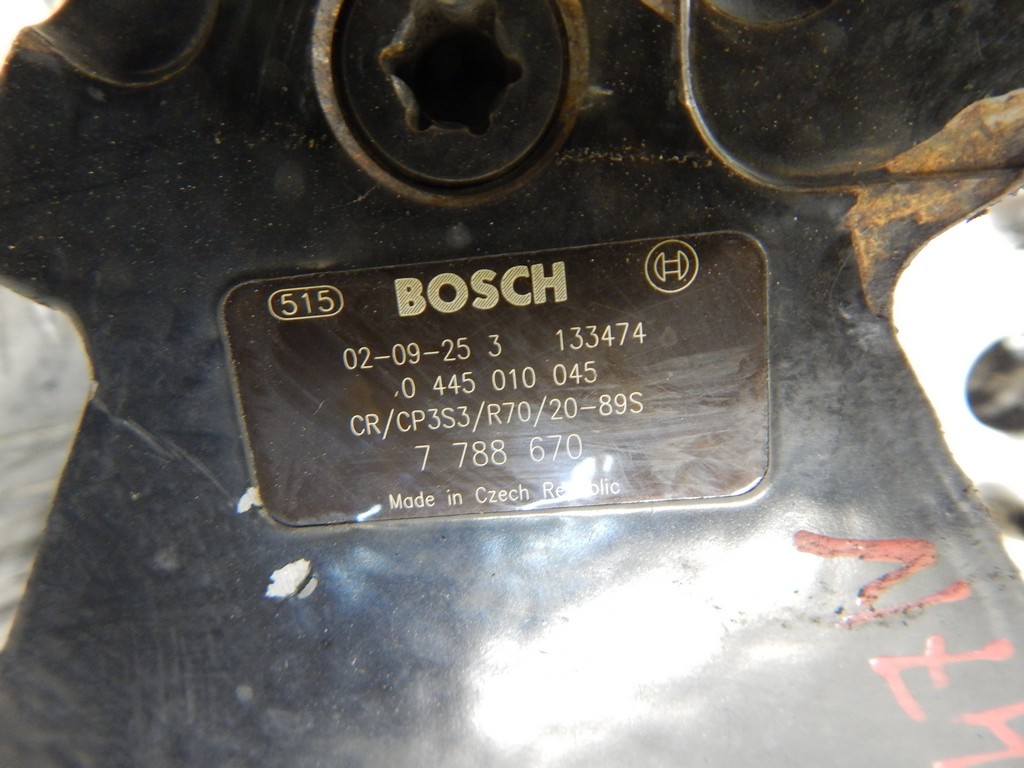 515 BOSCH
02-09-25 3 133474
0 445 010 045
CR/CP3S3/R70/20-89S
7 788 670
Made in Czech Republic